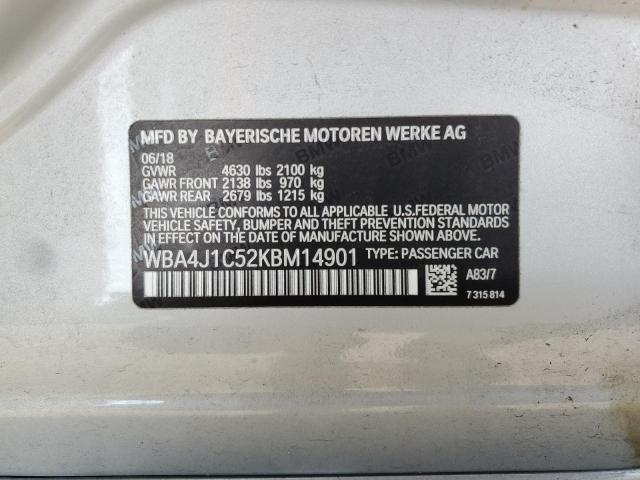 MFD BY BAYERISCHE MOTOREN WERKE AG
06/18
GVWR 4630 lbs 2100 kg
GAWR FRONT 2138 lbs 970 kg
GAWR REAR 2679 lbs 1215 kg
THIS VEHICLE CONFORMS TO ALL APPLICABLE U.S.FEDERAL MOTOR
VEHICLE SAFETY, BUMPER, AND THEFT PREVENTION STANDARDS
IN EFFECT ON THE DATE OF MANUFACTURE SHOWN ABOVE.
WBA4J1C52KBM14901 TYPE: PASSENGER CAR
A83/7
7 315 814